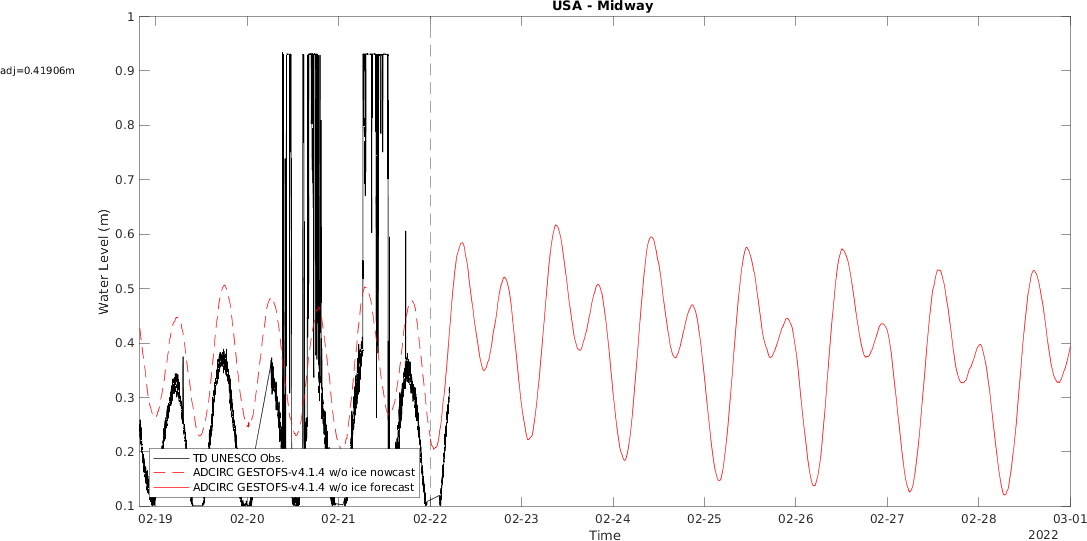 USA - Midway
adj=0.41906m
1
0.9
0.8
0.7
0.6
0.5
0.4
0.3
0.2
0.1
Water Level (m)
TD UNESCO Obs.
ADCIRC GESTOFS-v4.1.4 w/o ice nowcast
ADCIRC GESTOFS-v4.1.4 w/o ice forecast
02-19 02-20 02-21 02-22 02-23 02-24 02-25 02-26 02-27 02-28 03-01
Time
2022